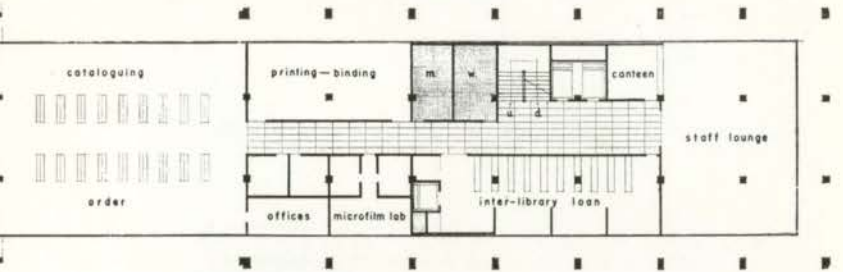 cataloguing
printing—binding
m.
w.
canteen
u.
d.
staff lounge
order
offices
microfilm lab
inter-library loan